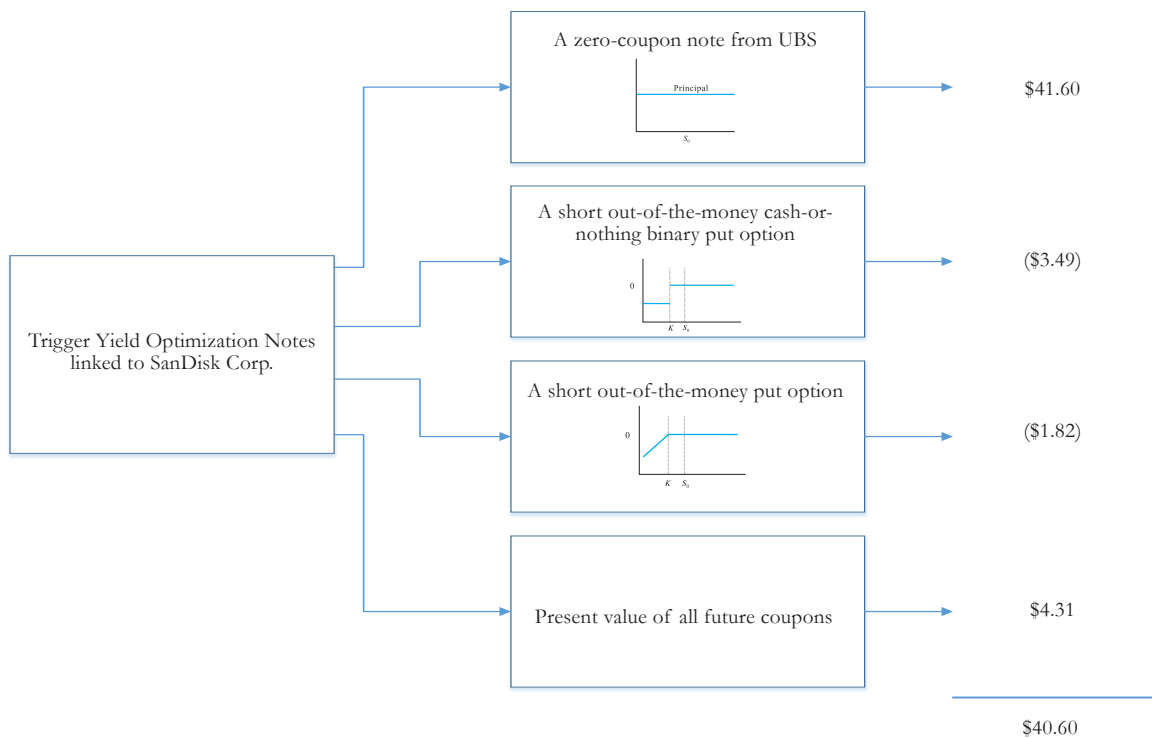 A zero-coupon note from UBS
Principal
S₀
$41.60
A short out-of-the-money cash-or-
nothing binary put option
0
K
S₀
($3.49)
Trigger Yield Optimization Notes
linked to SanDisk Corp.
A short out-of-the-money put option
0
K
S₀
($1.82)
Present value of all future coupons
$4.31
$40.60